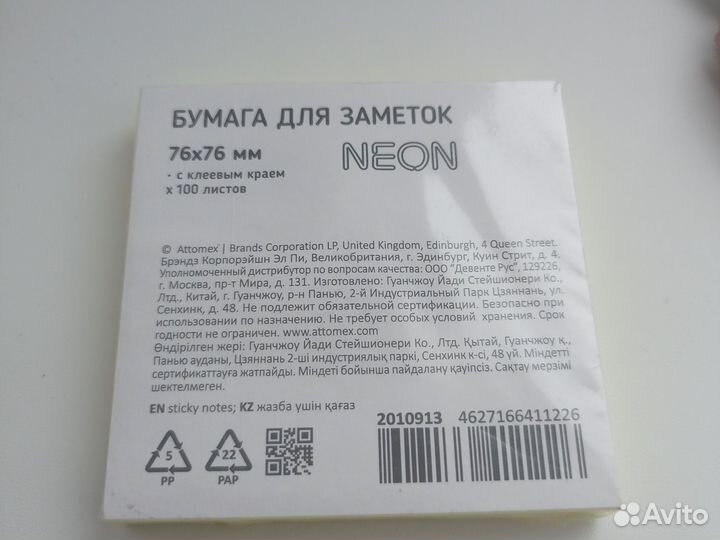 БУМАГА ДЛЯ ЗАМЕТОК
76х76 мм NEON
- с клеевым краем
х 100 листов
© Attomex | Brands Corporation LP, United Kingdom, Edinburgh, 4 Queen Street.
Брэндз Корпорэйшн Эл Пи, Великобритания, г. Эдинбург, Куин Стрит, д. 4.
Уполномоченный дистрибутор по вопросам качества: ООО "Девенте Рус", 129226,
г. Москва, пр-т Мира, д. 131. Изготовлено: Гуанчжоу Йади Стейшионери Ко.,
Лтд., Китай, г. Гуанчжоу, р-н Панью, 2-й Индустриальный Парк Цзяннань, ул.
Сенхинк, д. 48. Не подлежит обязательной сертификации. Безопасно при
использовании по назначению. Не требует особых условий хранения. Срок
годности не ограничен. www.attomex.com
Өндірілген жері: Гуанчжоу Йади Стейшионери Ко., Лтд. Қытай, Гуанчжоу қ.,
Панью ауданы, Цзяннань 2-ші индустриялық паркі, Сенхинк к-сі, 48 үй. Міндетті
сертификаттауға жатпайды. Міндеті бойынша пайдалану қауіпсіз. Сақтау мерзімі
шектелмеген.
EN sticky notes; KZ жазба үшін қағаз
2010913 4627166411226
5 22
PP PAP
Avito